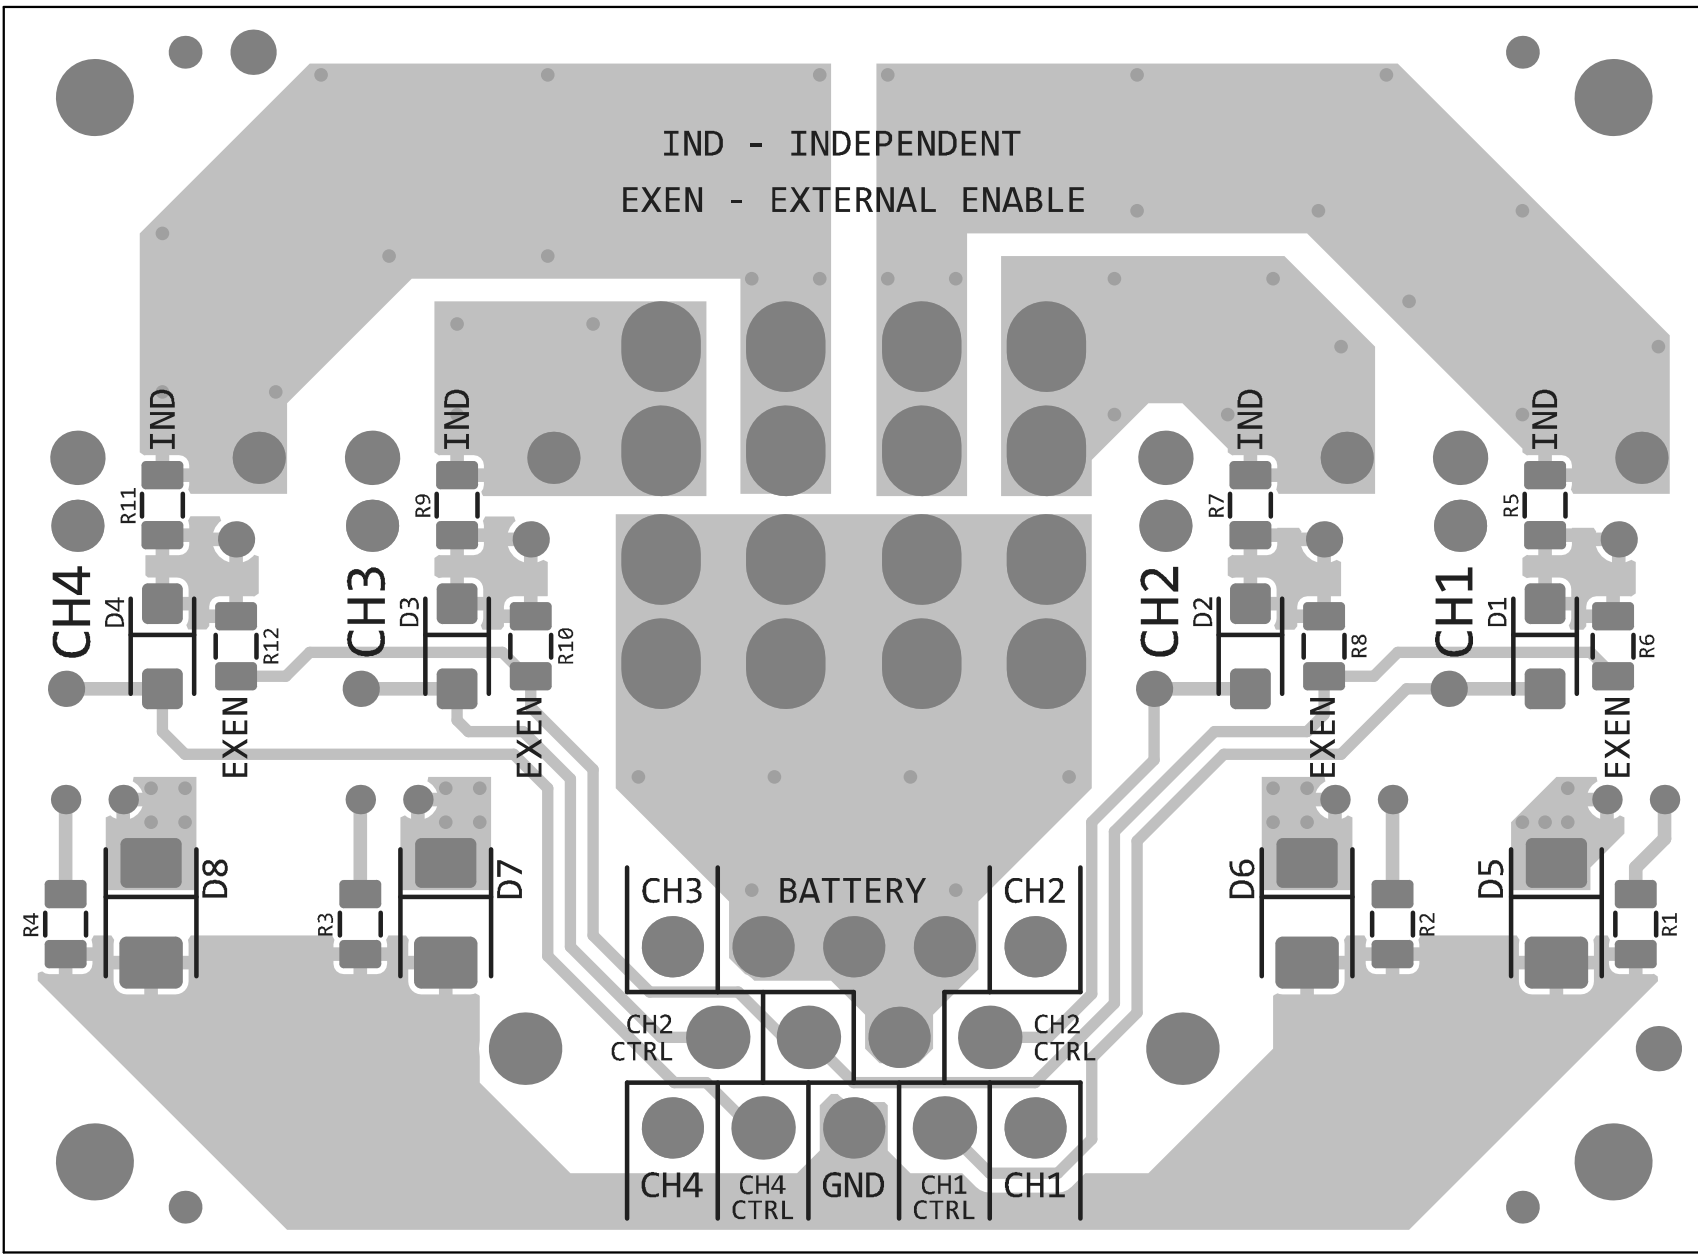 IND - INDEPENDENT
EXEN - EXTERNAL ENABLE
IND
IND
IND
IND
R11
R9
R7
R5
CH4
D4
R12
CH3
D3
R10
CH2
D2
R8
CH1
D1
R6
EXEN
EXEN
EXEN
EXEN
R4
D8
R3
D7
D6
R2
D5
R1
CH3
BATTERY
CH2
CH2
CTRL
CH2
CTRL
CH4
CH4
CTRL
GND
CH1
CTRL
CH1